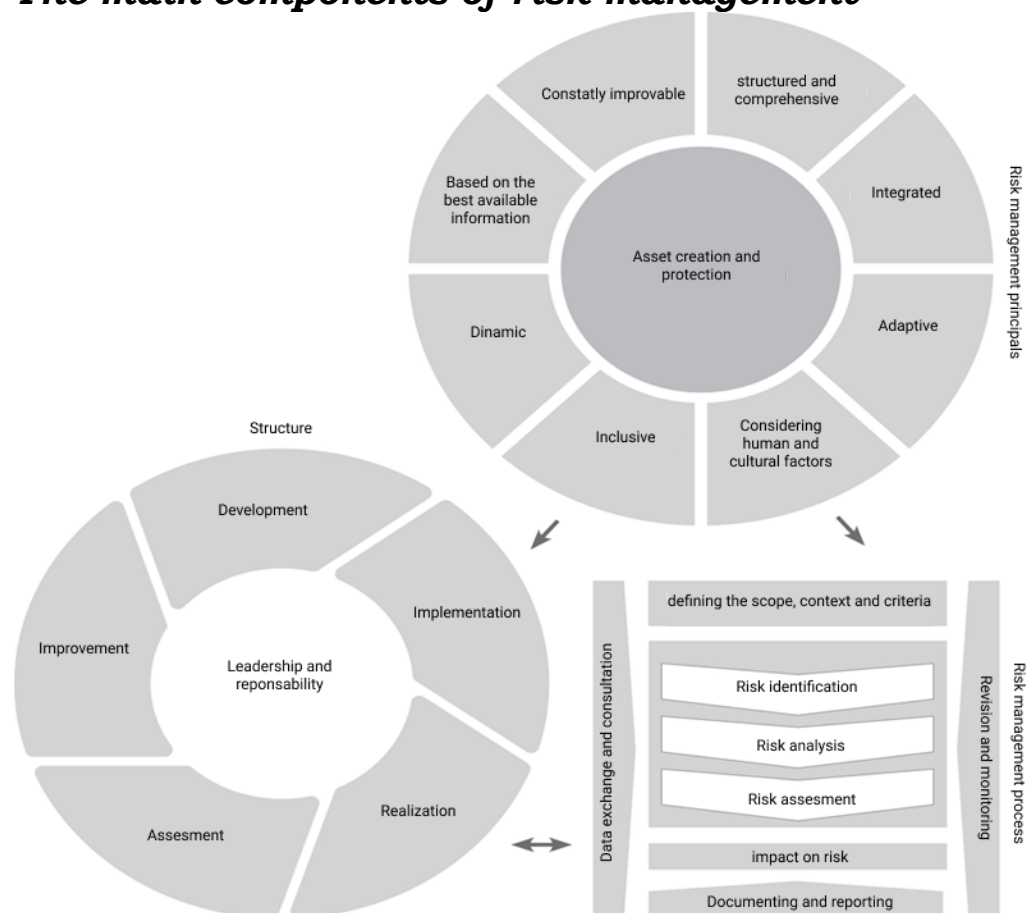 The main components of risk management
Constatly improvable
structured and
comprehensive
Based on the
best available
information
Integrated
Asset creation and
protection
Dinamic
Adaptive
Inclusive
Considering
human and
cultural factors
Risk management principals
Structure
Development
Implementation
Improvement
Leadership and
reponsability
Realization
Assesment
Data exchange and consultation
defining the scope, context and criteria
Risk identification
Risk analysis
Risk assesment
impact on risk
Documenting and reporting
Revision and monitoring
Risk management process